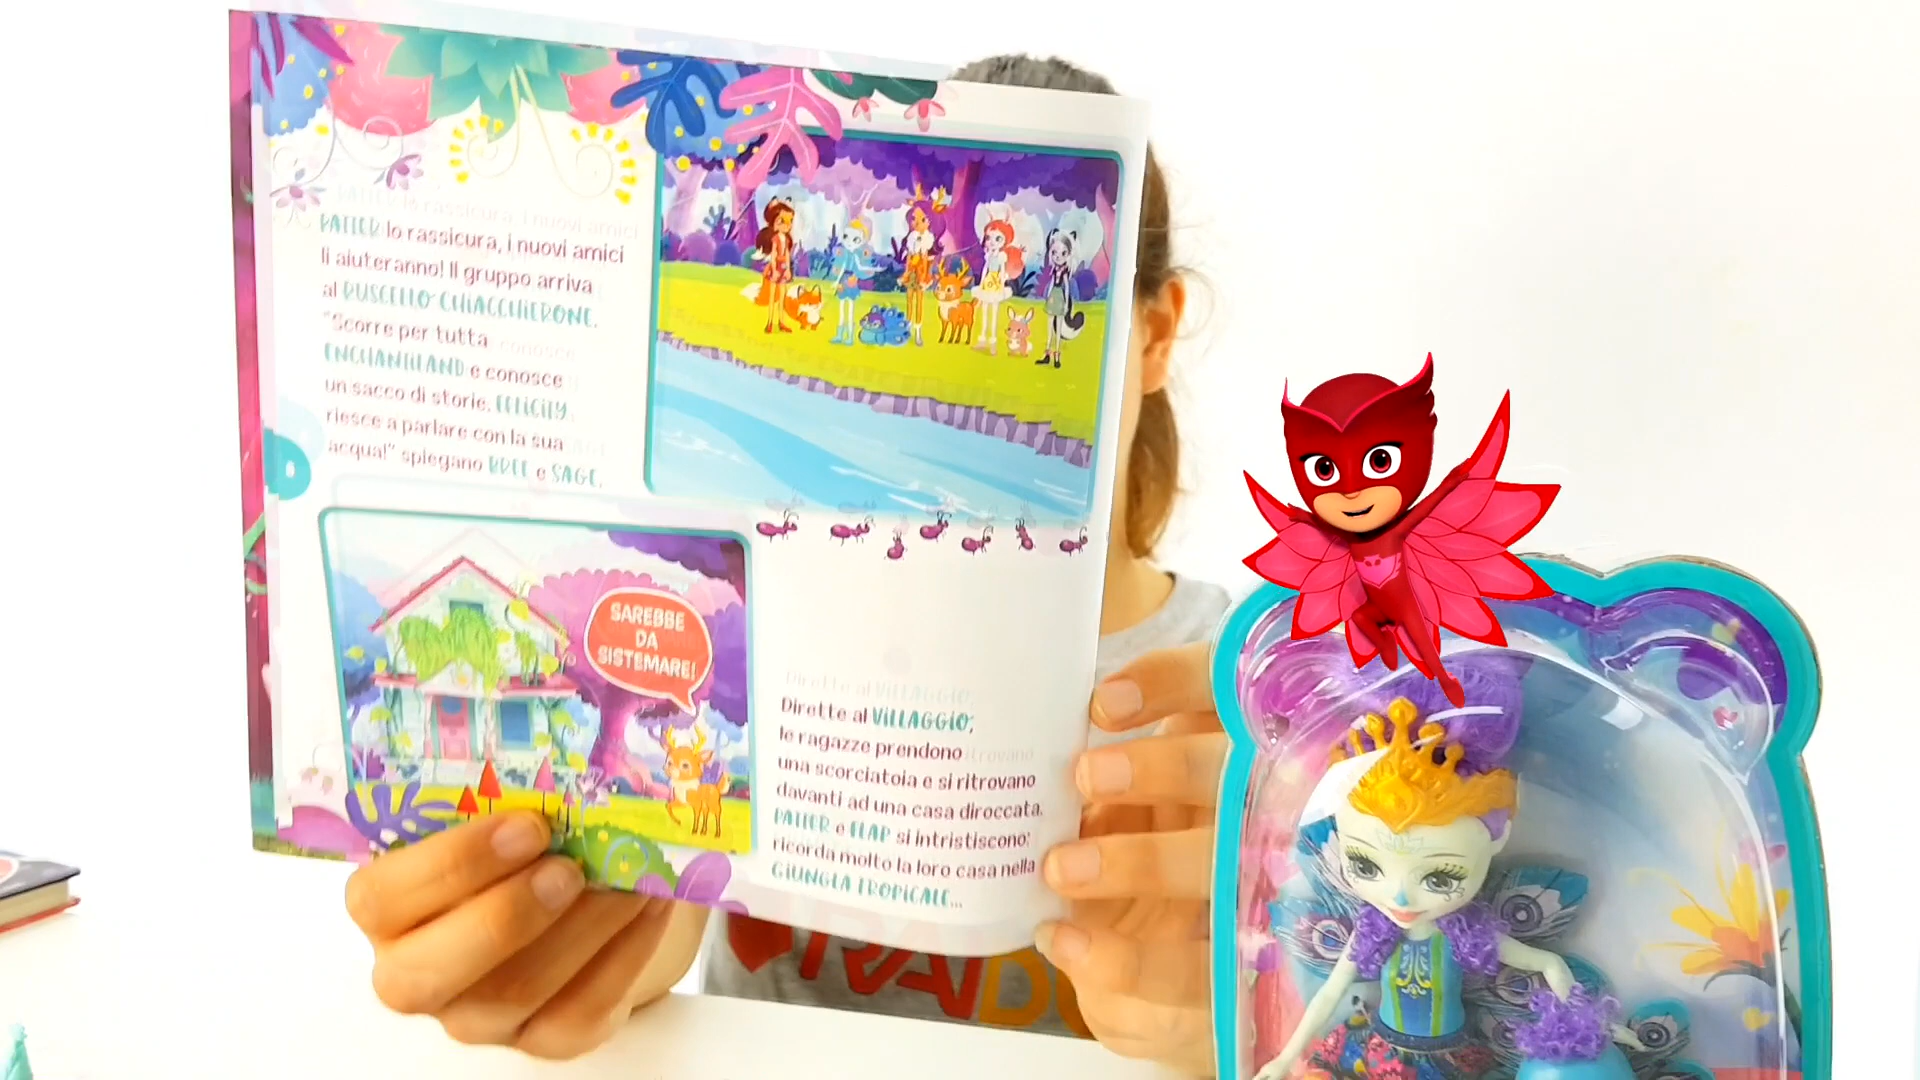 PATTER lo rassicura, i nuovi amici
li aiuteranno! Il gruppo arriva
al RUSCELLO CHIACCHIERONE.
"Scorre per tutta
ENCHANTILAND e conosce
un sacco di storie. FELICITY
riesce a parlare con la sua
acqua!" spiegano BREE e SAGE.
SAREBBE
DA
SISTEMARE!
Dirette al VILLAGGIO,
le ragazze prendono
una scorciatoia e si ritrovano
davanti ad una casa diroccata.
PATTER e FLAP si intristiscono:
ricorda molto la loro casa nella
GIUNGLA TROPICALE...